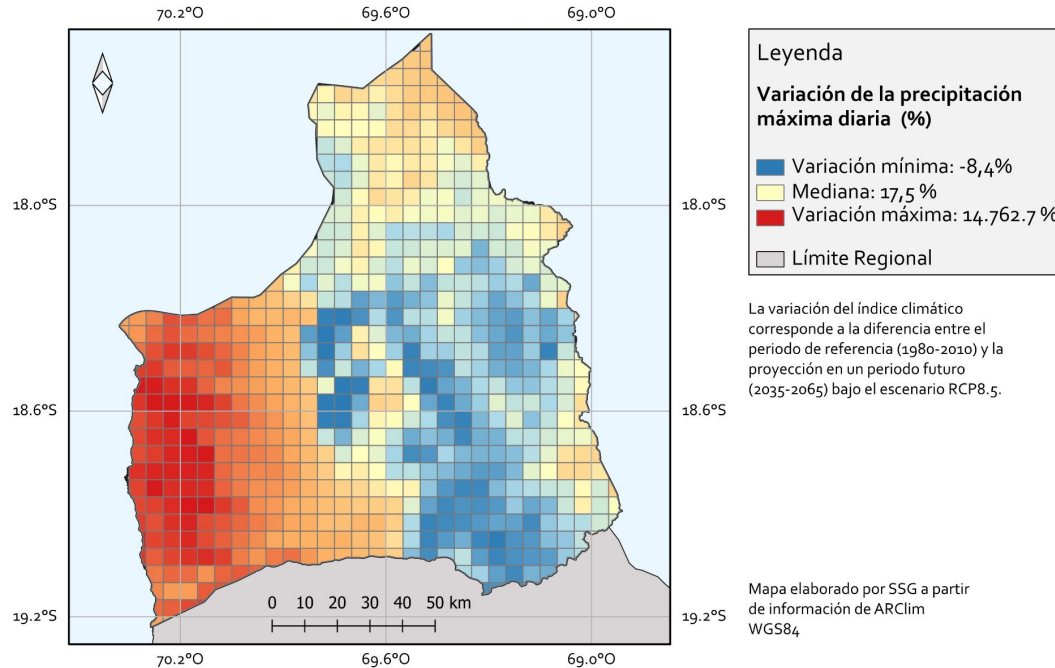 70.2°O 69.6°O 69.0°O
18.0°S 18.0°S
18.6°S 18.6°S
19.2°S 19.2°S
0 10 20 30 40 50 km
70.2°O 69.6°O 69.0°O
Leyenda
Variación de la precipitación
máxima diaria (%)
Variación mínima: -8,4%
Mediana: 17,5 %
Variación máxima: 14.762.7 %
Límite Regional
La variación del índice climático
corresponde a la diferencia entre el
periodo de referencia (1980-2010) y la
proyección en un periodo futuro
(2035-2065) bajo el escenario RCP8.5.
Mapa elaborado por SSG a partir
de información de ARClim
WGS84